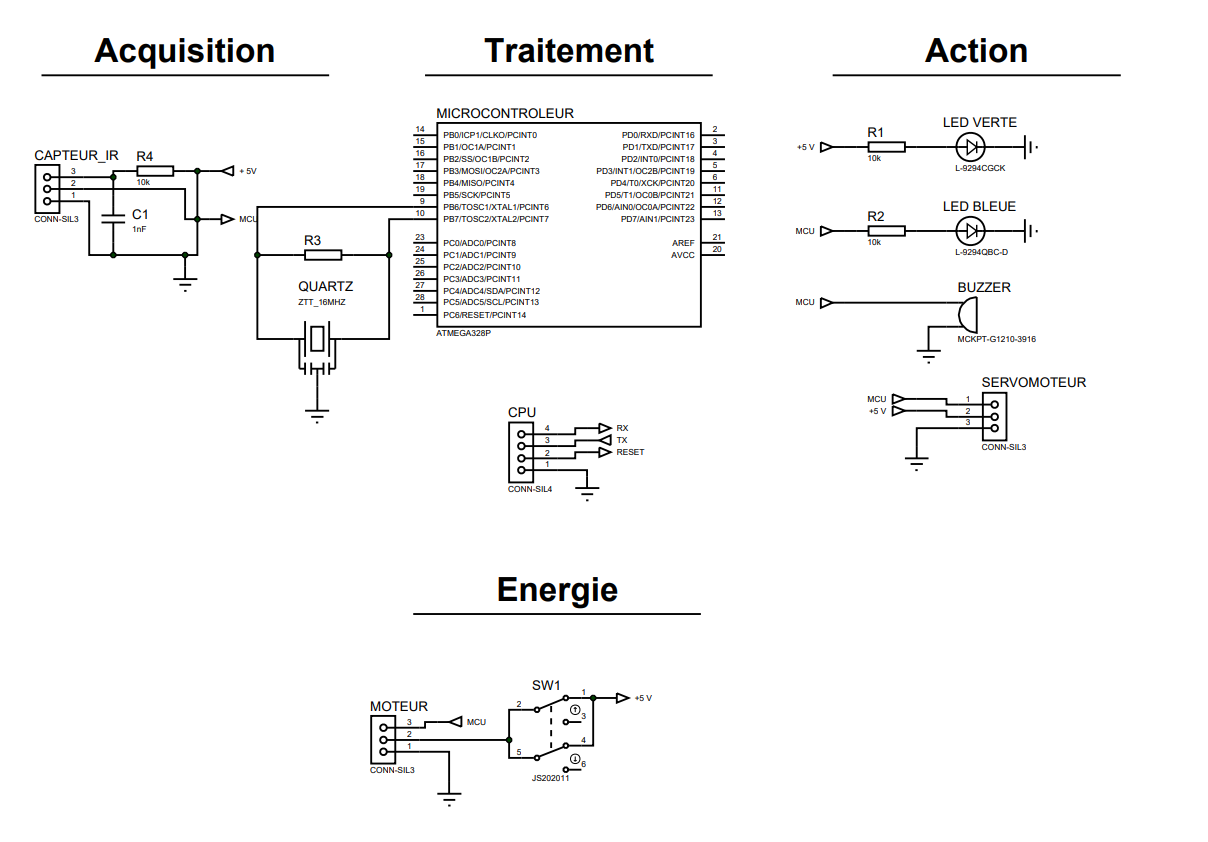 Acquisition
Traitement
Action
CAPTEUR_IR
3
2
1
CONN-SIL3
R4
10k
+ 5V
C1
1nF
MCU
R3
QUARTZ
ZTT_16MHZ
MICROCONTROLEUR
14 PB0/ICP1/CLKO/PCINT0
15 PB1/OC1A/PCINT1
16 PB2/SS/OC1B/PCINT2
17 PB3/MOSI/OC2A/PCINT3
18 PB4/MISO/PCINT4
19 PB5/SCK/PCINT5
9 PB6/TOSC1/XTAL1/PCINT6
10 PB7/TOSC2/XTAL2/PCINT7
23 PC0/ADC0/PCINT8
24 PC1/ADC1/PCINT9
25 PC2/ADC2/PCINT10
26 PC3/ADC3/PCINT11
27 PC4/ADC4/SDA/PCINT12
28 PC5/ADC5/SCL/PCINT13
1 PC6/RESET/PCINT14
PD0/RXD/PCINT16 2
PD1/TXD/PCINT17 3
PD2/INT0/PCINT18 4
PD3/INT1/OC2B/PCINT19 5
PD4/T0/XCK/PCINT20 6
PD5/T1/OC0B/PCINT21 11
PD6/AIN0/OC0A/PCINT22 12
PD7/AIN1/PCINT23 13
AREF 21
AVCC 20
ATMEGA328P
CPU
4 RX
3 TX
2 RESET
1
CONN-SIL4
LED VERTE
+5 V
R1
10k
L-9294CGCK
LED BLEUE
MCU
R2
10k
L-9294QBC-D
BUZZER
MCU
MCKPT-G1210-3916
SERVOMOTEUR
MCU 1
+5 V 2
3
CONN-SIL3
Energie
MOTEUR
3 MCU
2
1
CONN-SIL3
SW1
1 +5 V
2
3
4
5
6
JS202011